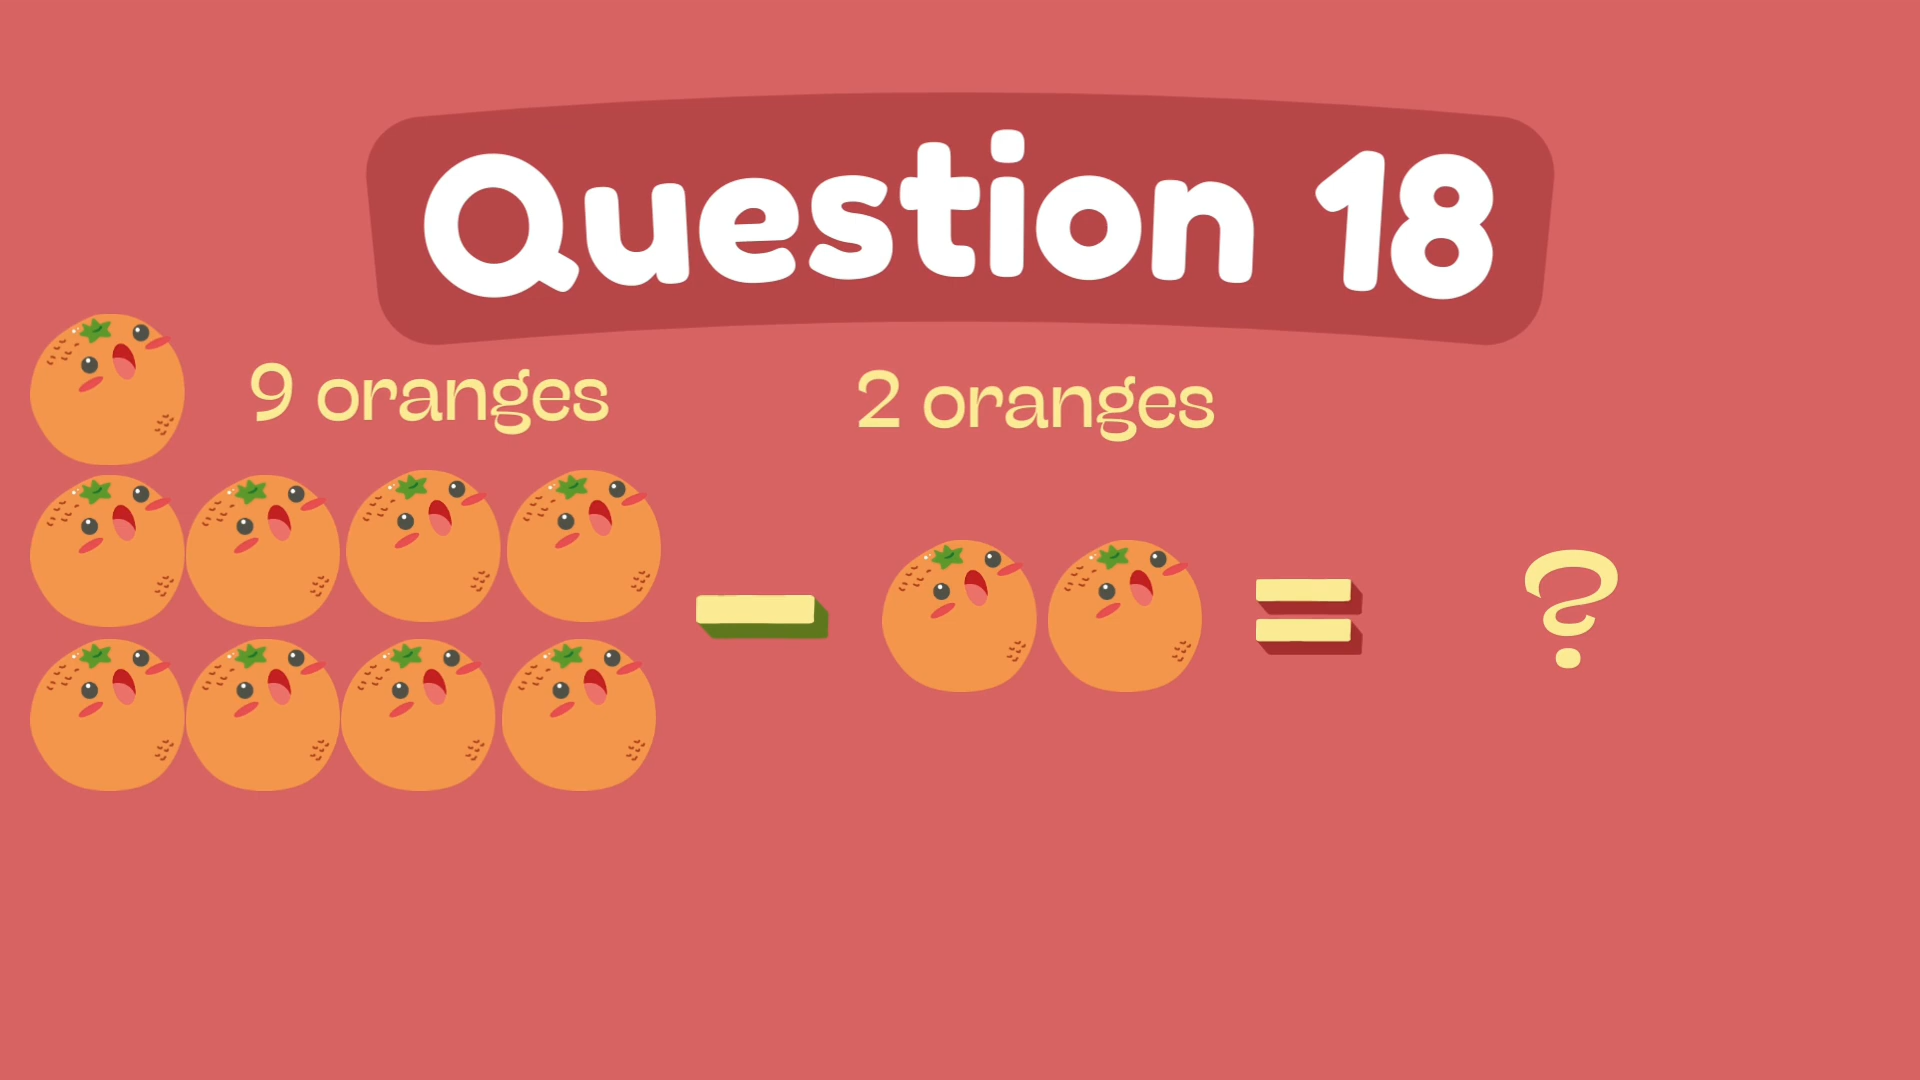 Question 18
9 oranges
2 oranges
- = ?